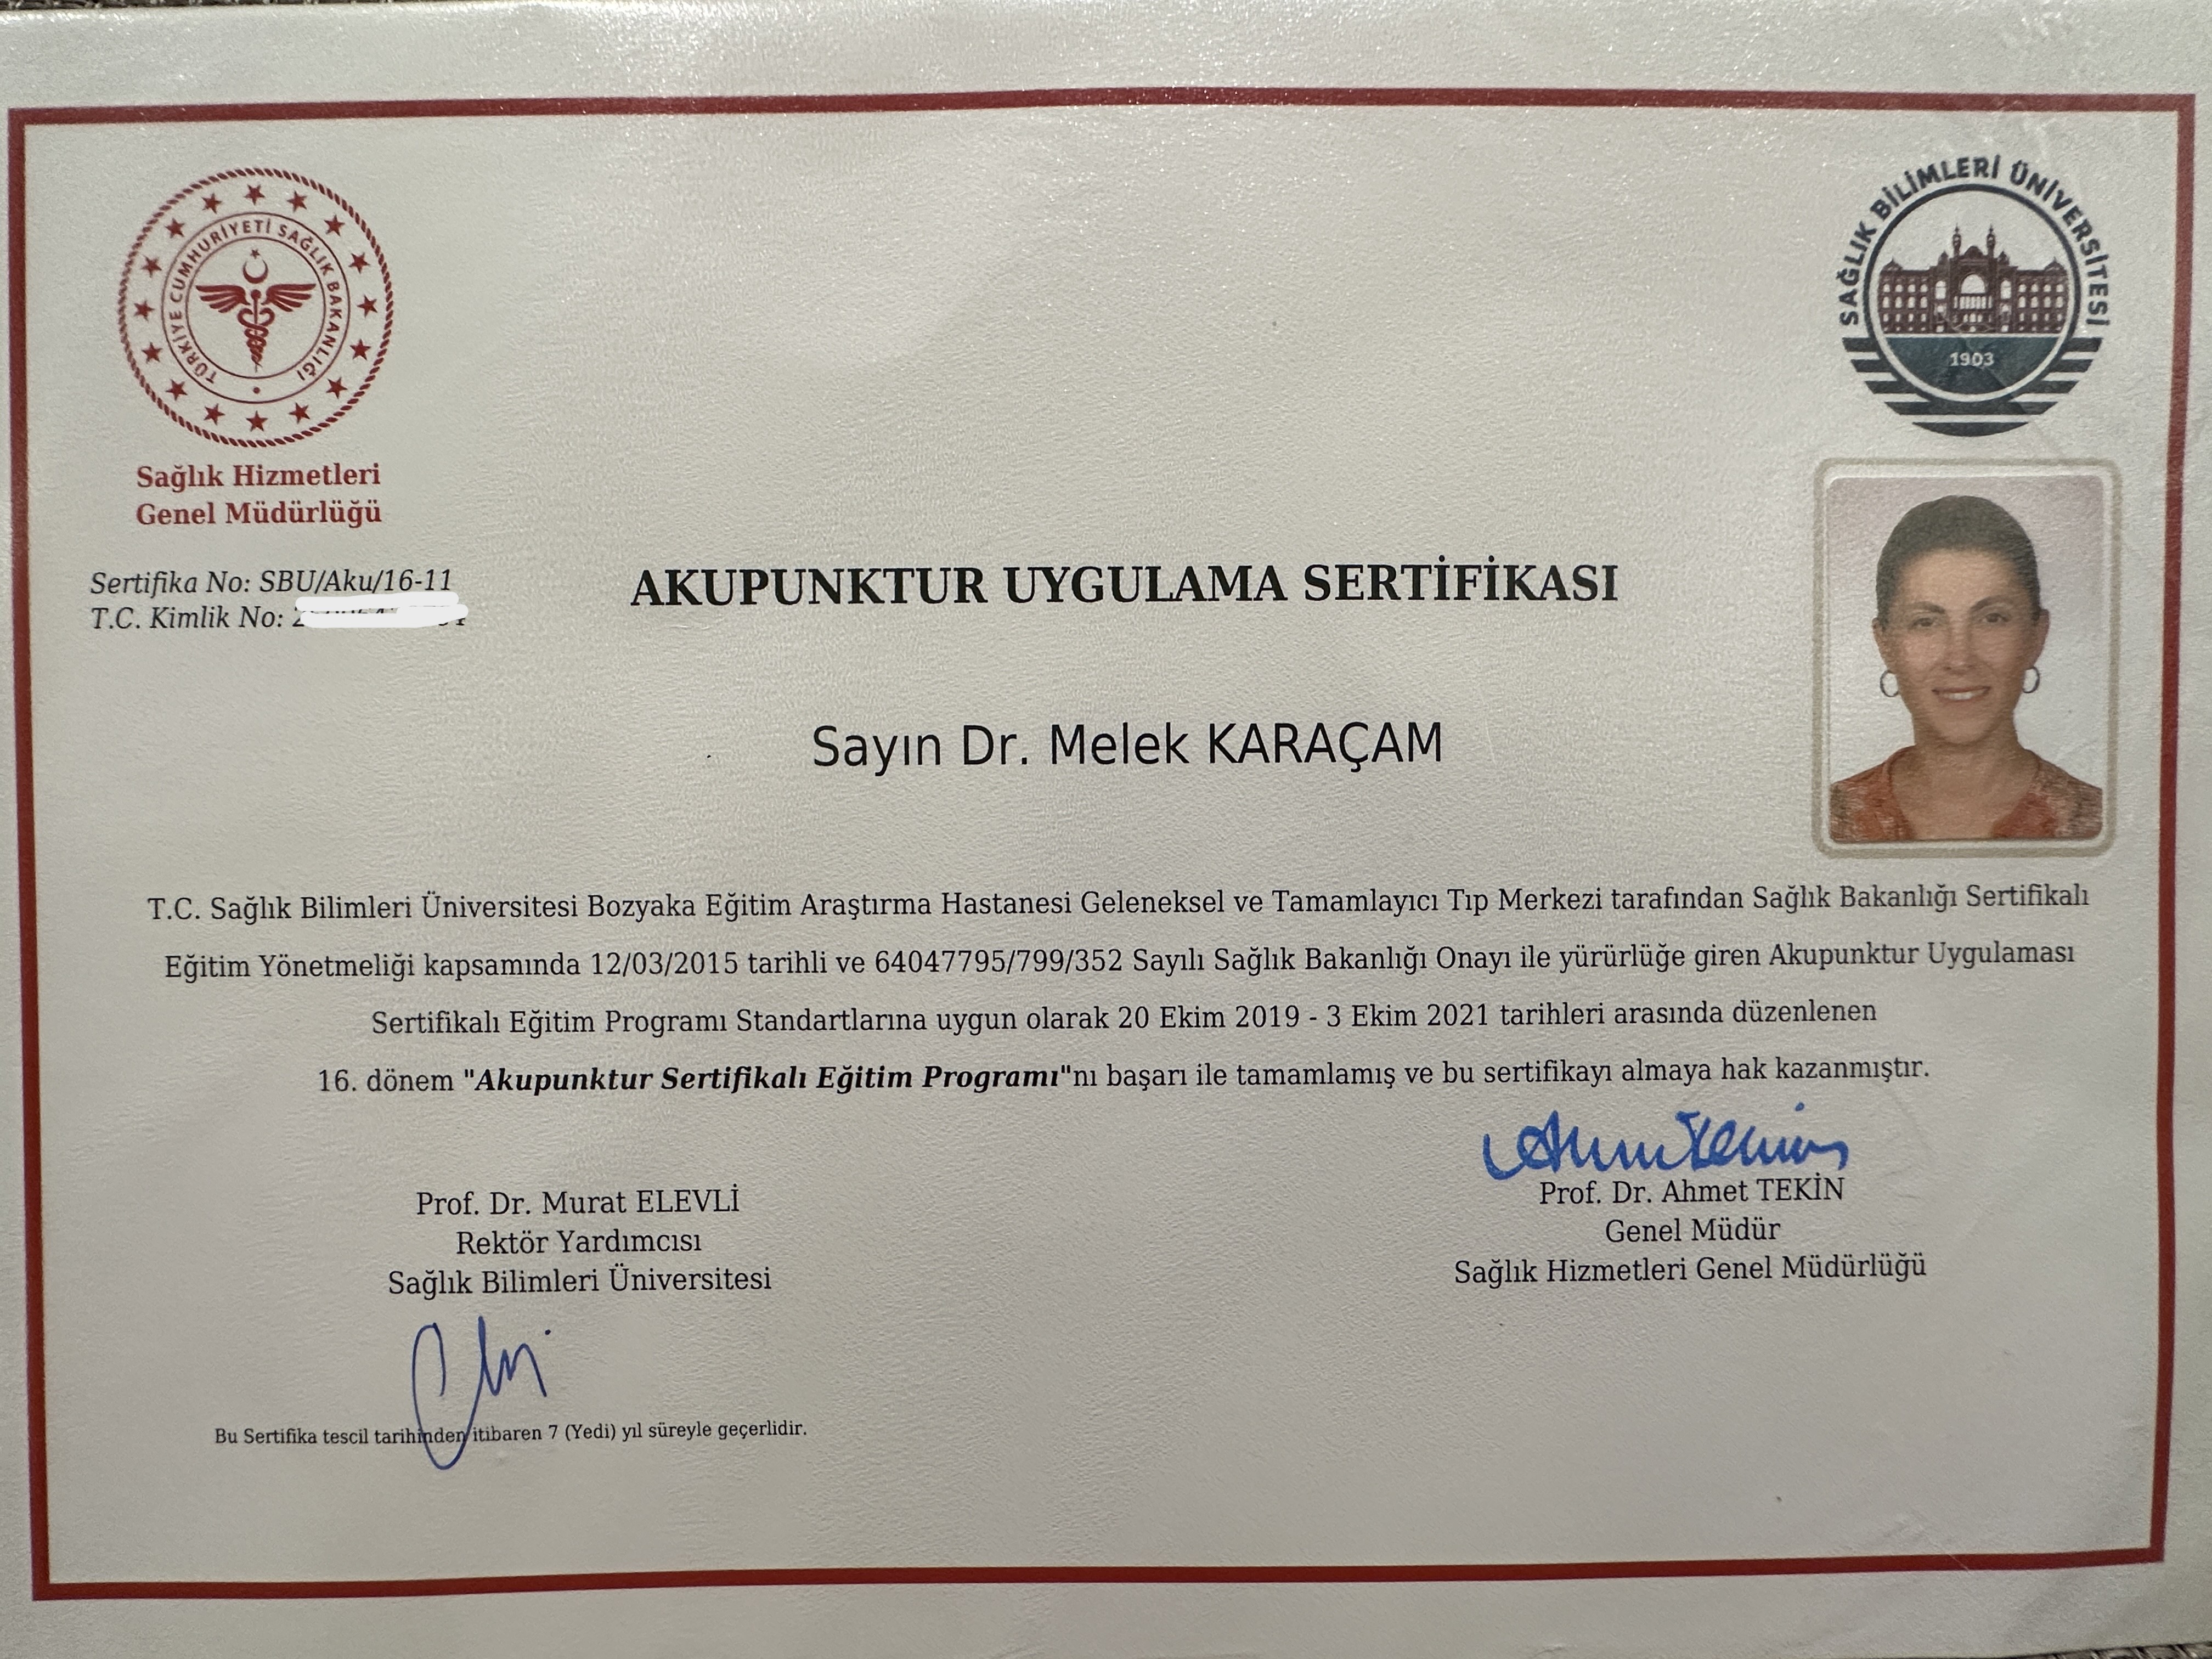 TÜRKİYE CUMHURİYETİ SAĞLIK BAKANLIĞI
SAĞLIK BİLİMLERİ ÜNİVERSİTESİ
1903
Sağlık Hizmetleri
Genel Müdürlüğü
Sertifika No: SBU/Aku/16-11
T.C. Kimlik No:
AKUPUNKTUR UYGULAMA SERTİFİKASI
Sayın Dr. Melek KARAÇAM
T.C. Sağlık Bilimleri Üniversitesi Bozyaka Eğitim Araştırma Hastanesi Geleneksel ve Tamamlayıcı Tıp Merkezi tarafından Sağlık Bakanlığı Sertifikalı
Eğitim Yönetmeliği kapsamında 12/03/2015 tarihli ve 64047795/799/352 Sayılı Sağlık Bakanlığı Onayı ile yürürlüğe giren Akupunktur Uygulaması
Sertifikalı Eğitim Programı Standartlarına uygun olarak 20 Ekim 2019 - 3 Ekim 2021 tarihleri arasında düzenlenen
16. dönem "Akupunktur Sertifikalı Eğitim Programı"nı başarı ile tamamlamış ve bu sertifikayı almaya hak kazanmıştır.
Prof. Dr. Murat ELEVLİ
Rektör Yardımcısı
Sağlık Bilimleri Üniversitesi
Prof. Dr. Ahmet TEKİN
Genel Müdür
Sağlık Hizmetleri Genel Müdürlüğü
Bu Sertifika tescil tarihinden itibaren 7 (Yedi) yıl süreyle geçerlidir.